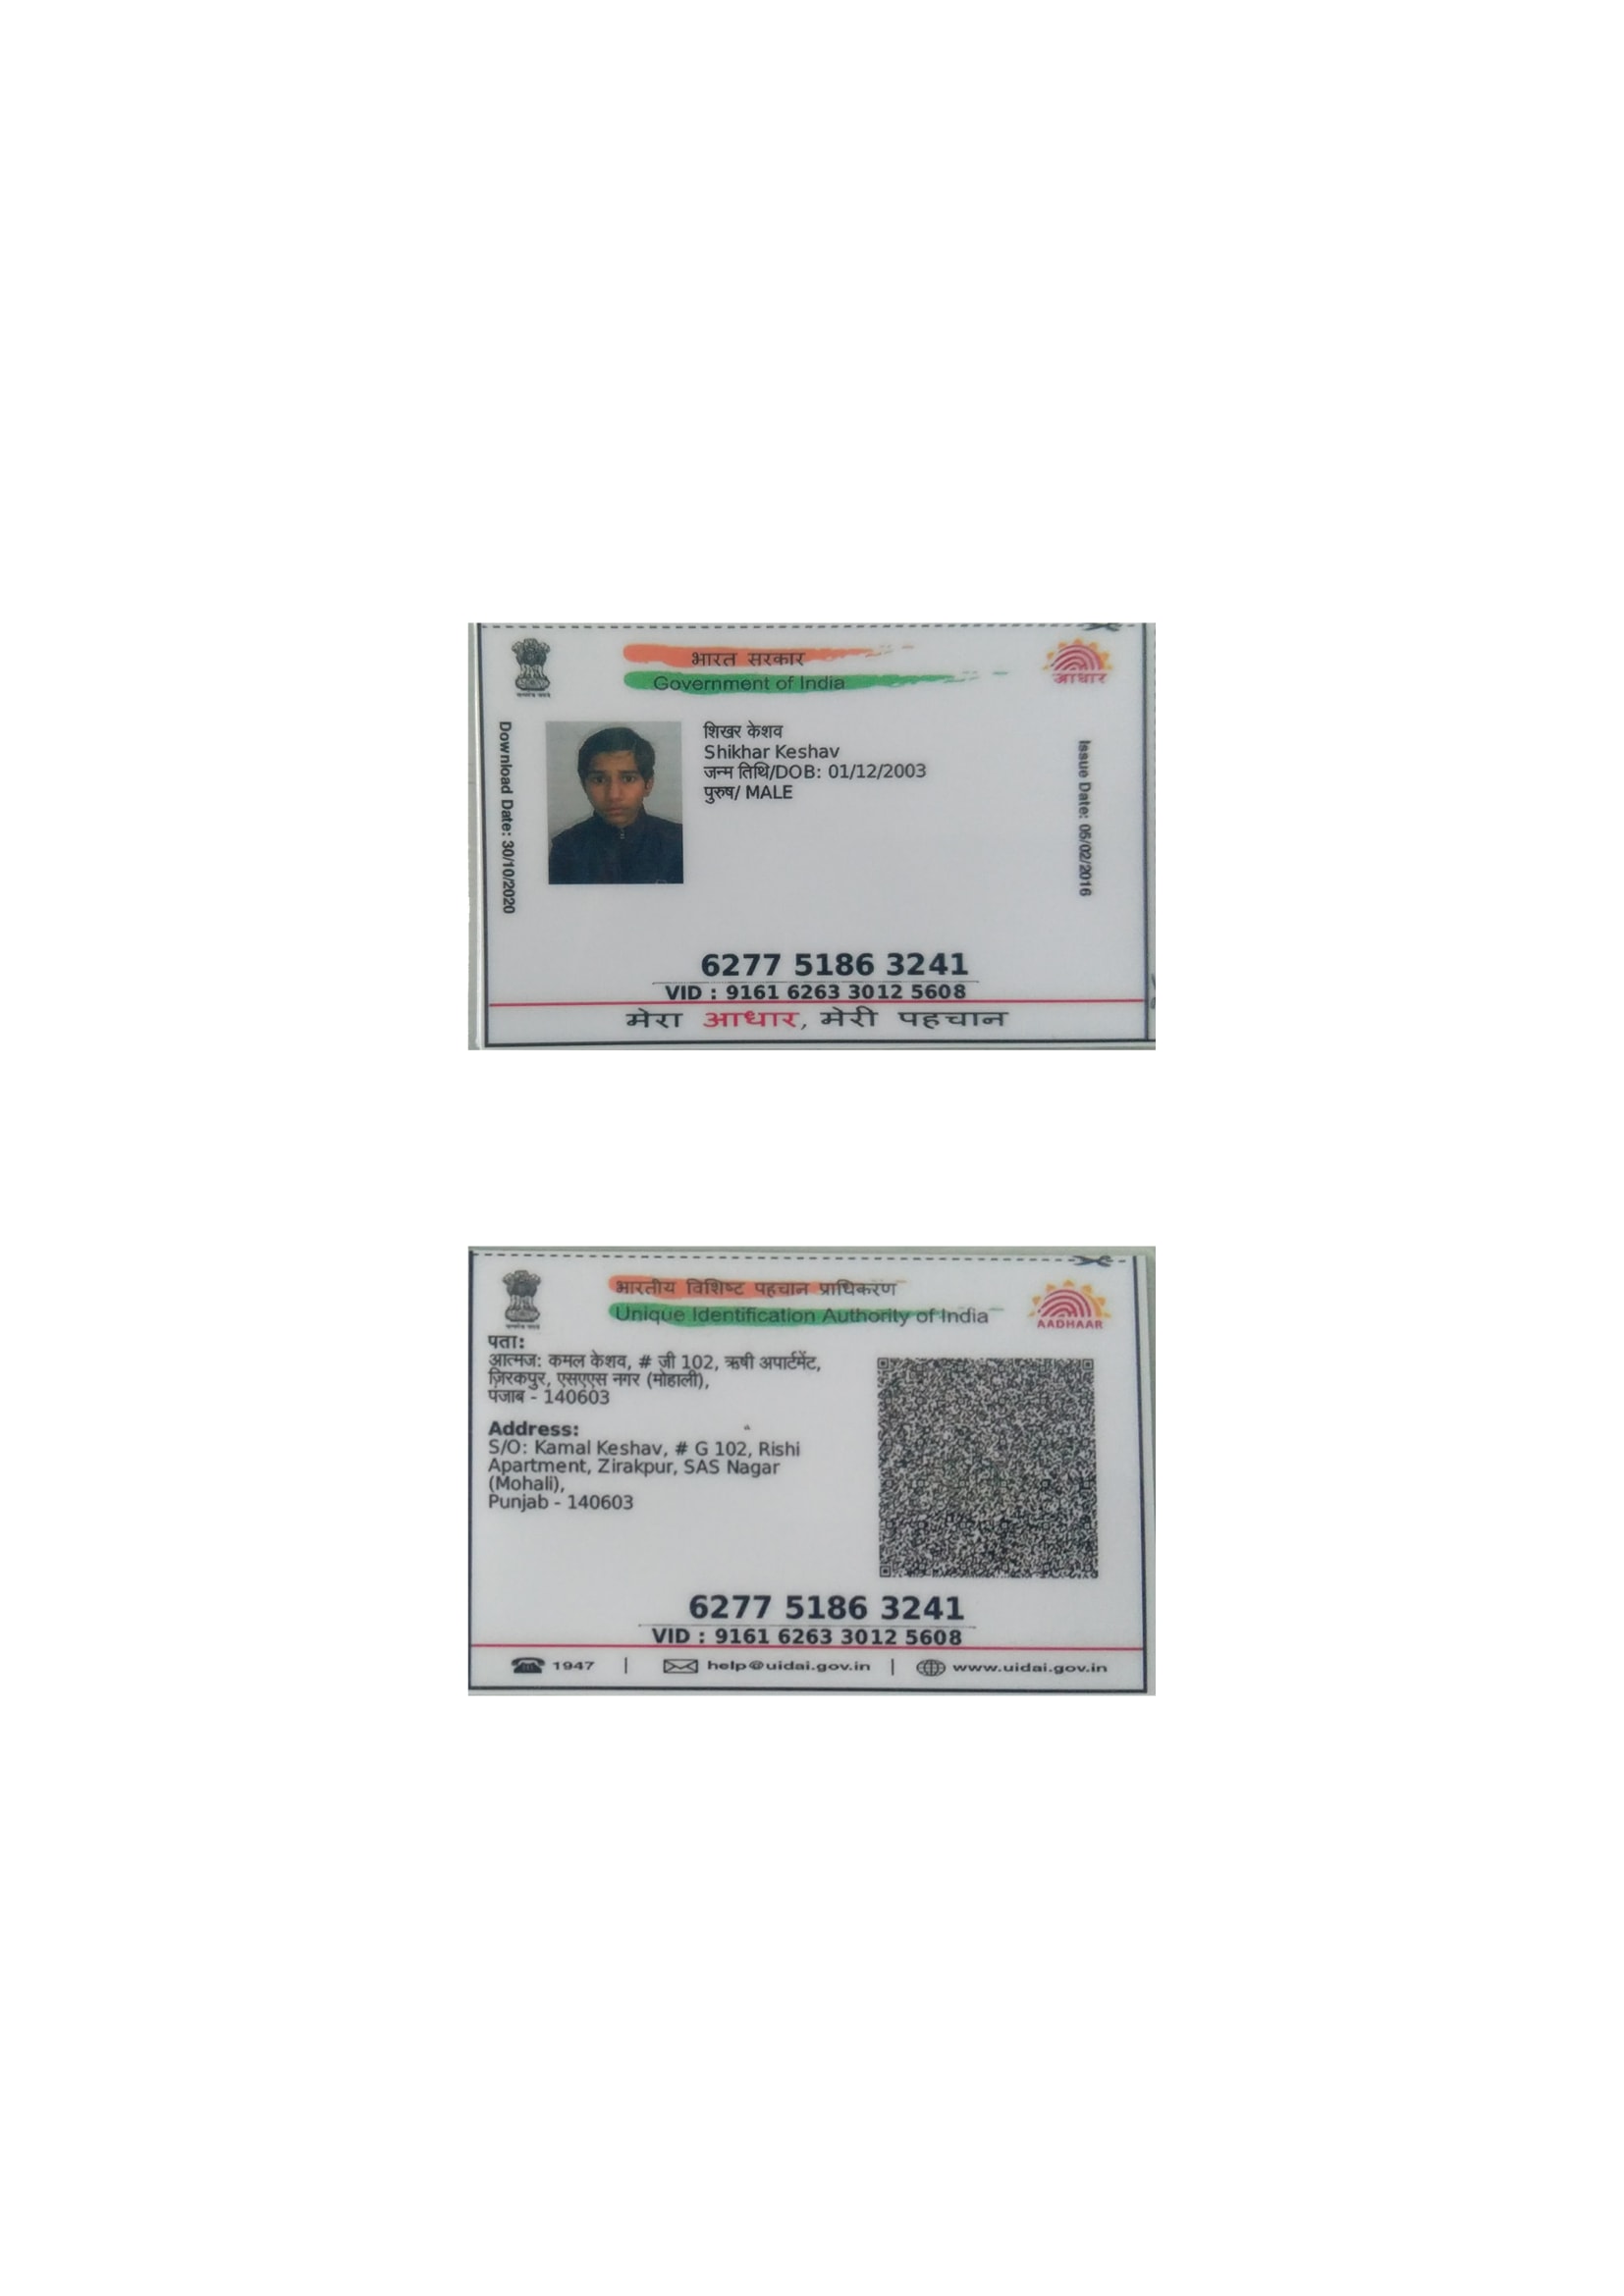 भारत सरकार
Government of India
आधार
Download Date: 30/10/2020
शिखर केशव
Shikhar Keshav
जन्म तिथि/DOB: 01/12/2003
पुरुष/ MALE
Issue Date: 05/02/2016
6277 5186 3241
VID : 9161 6263 3012 5608
मेरा आधार, मेरी पहचान
भारतीय विशिष्ट पहचान प्राधिकरण
Unique Identification Authority of India
AADHAAR
पता:
आत्मज: कमल केशव, # जी 102, ऋषी अपार्टमेंट,
ज़िरकपुर, एसएएस नगर (मोहाली),
पंजाब - 140603
Address:
S/O: Kamal Keshav, # G 102, Rishi
Apartment, Zirakpur, SAS Nagar
(Mohali),
Punjab - 140603
6277 5186 3241
VID : 9161 6263 3012 5608
1947 | help@uidai.gov.in | www.uidai.gov.in